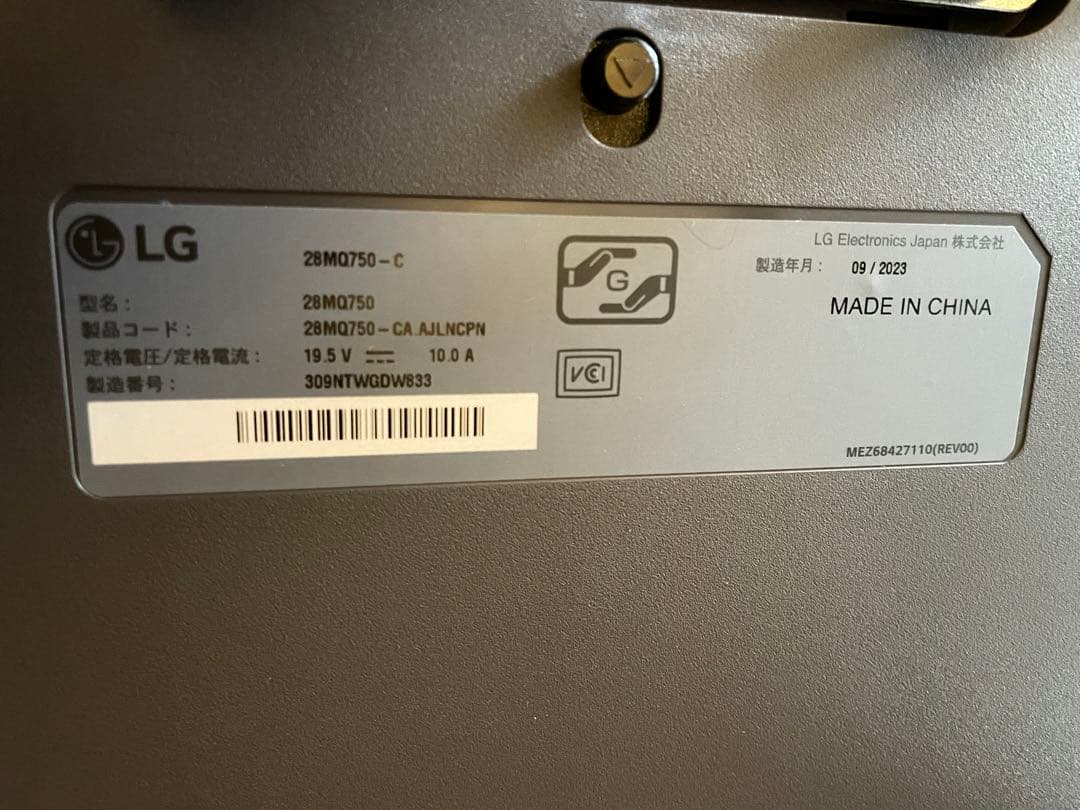 LG
28MQ750-C
型名: 28MQ750
製品コード: 28MQ750-CA.AJLNCPN
定格電圧/定格電流: 19.5 V ⎓ 10.0 A
製造番号: 309NTWGDW833
G
VCCI
LG Electronics Japan 株式会社
製造年月: 09 / 2023
MADE IN CHINA
MEZ68427110(REV00)